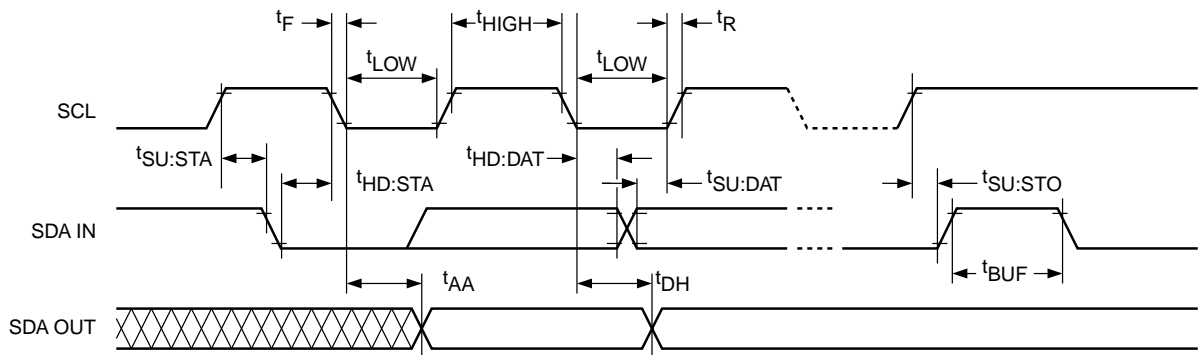 tF
tHIGH
tR
tLOW
tLOW
SCL
tSU:STA
tHD:STA
tHD:DAT
tSU:DAT
tSU:STO
SDA IN
tBUF
tAA
tDH
SDA OUT